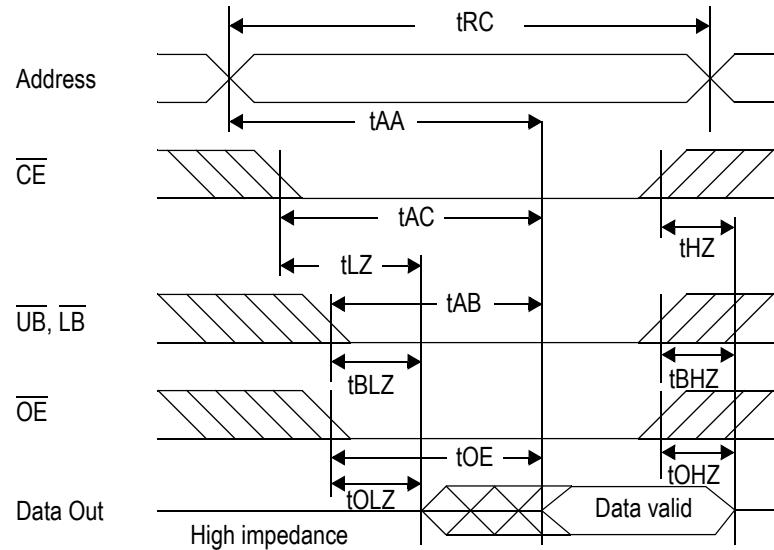 tRC
Address
tAA
CE
tAC
tHZ
tLZ
tAB
UB, LB
tBLZ
tBHZ
OE
tOE
tOHZ
tOLZ
Data Out
Data valid
High impedance